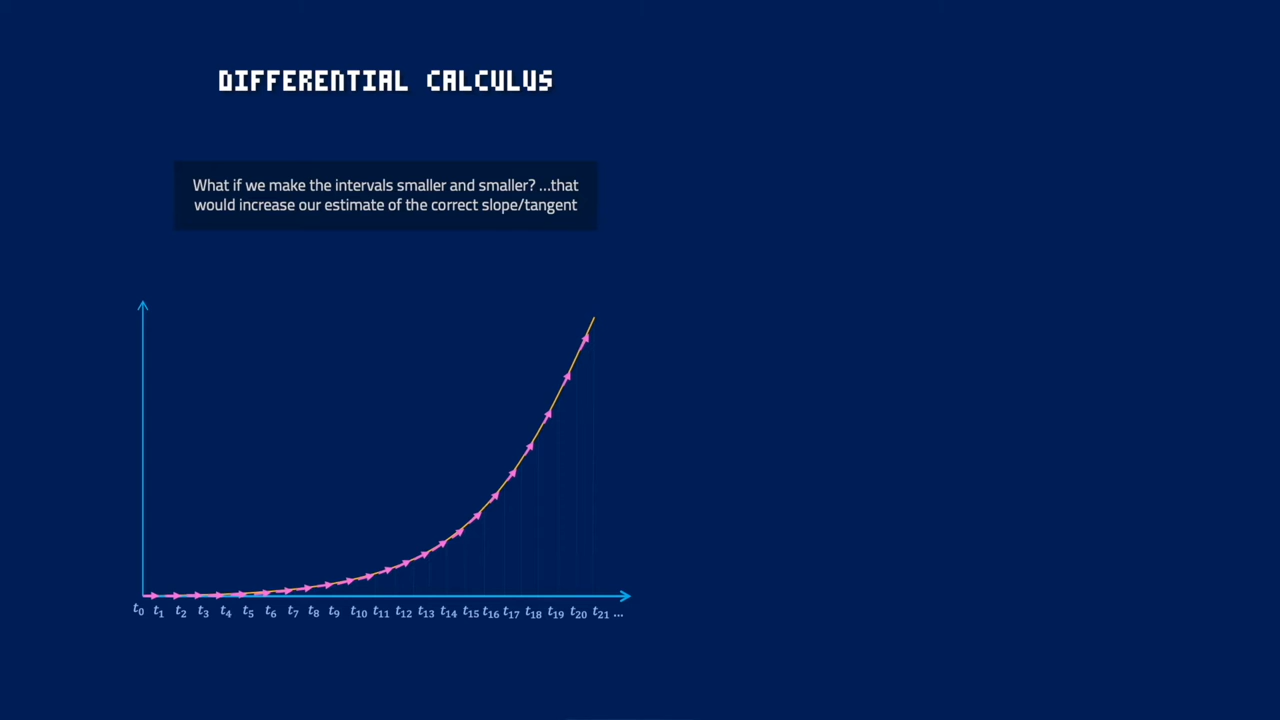 DIFFERENTIAL CALCULUS
What if we make the intervals smaller and smaller? ...that
would increase our estimate of the correct slope/tangent
t₀ t₁ t₂ t₃ t₄ t₅ t₆ t₇ t₈ t₉ t₁₀ t₁₁ t₁₂ t₁₃ t₁₄ t₁₅ t₁₆ t₁₇ t₁₈ t₁₉ t₂₀ t₂₁ ...